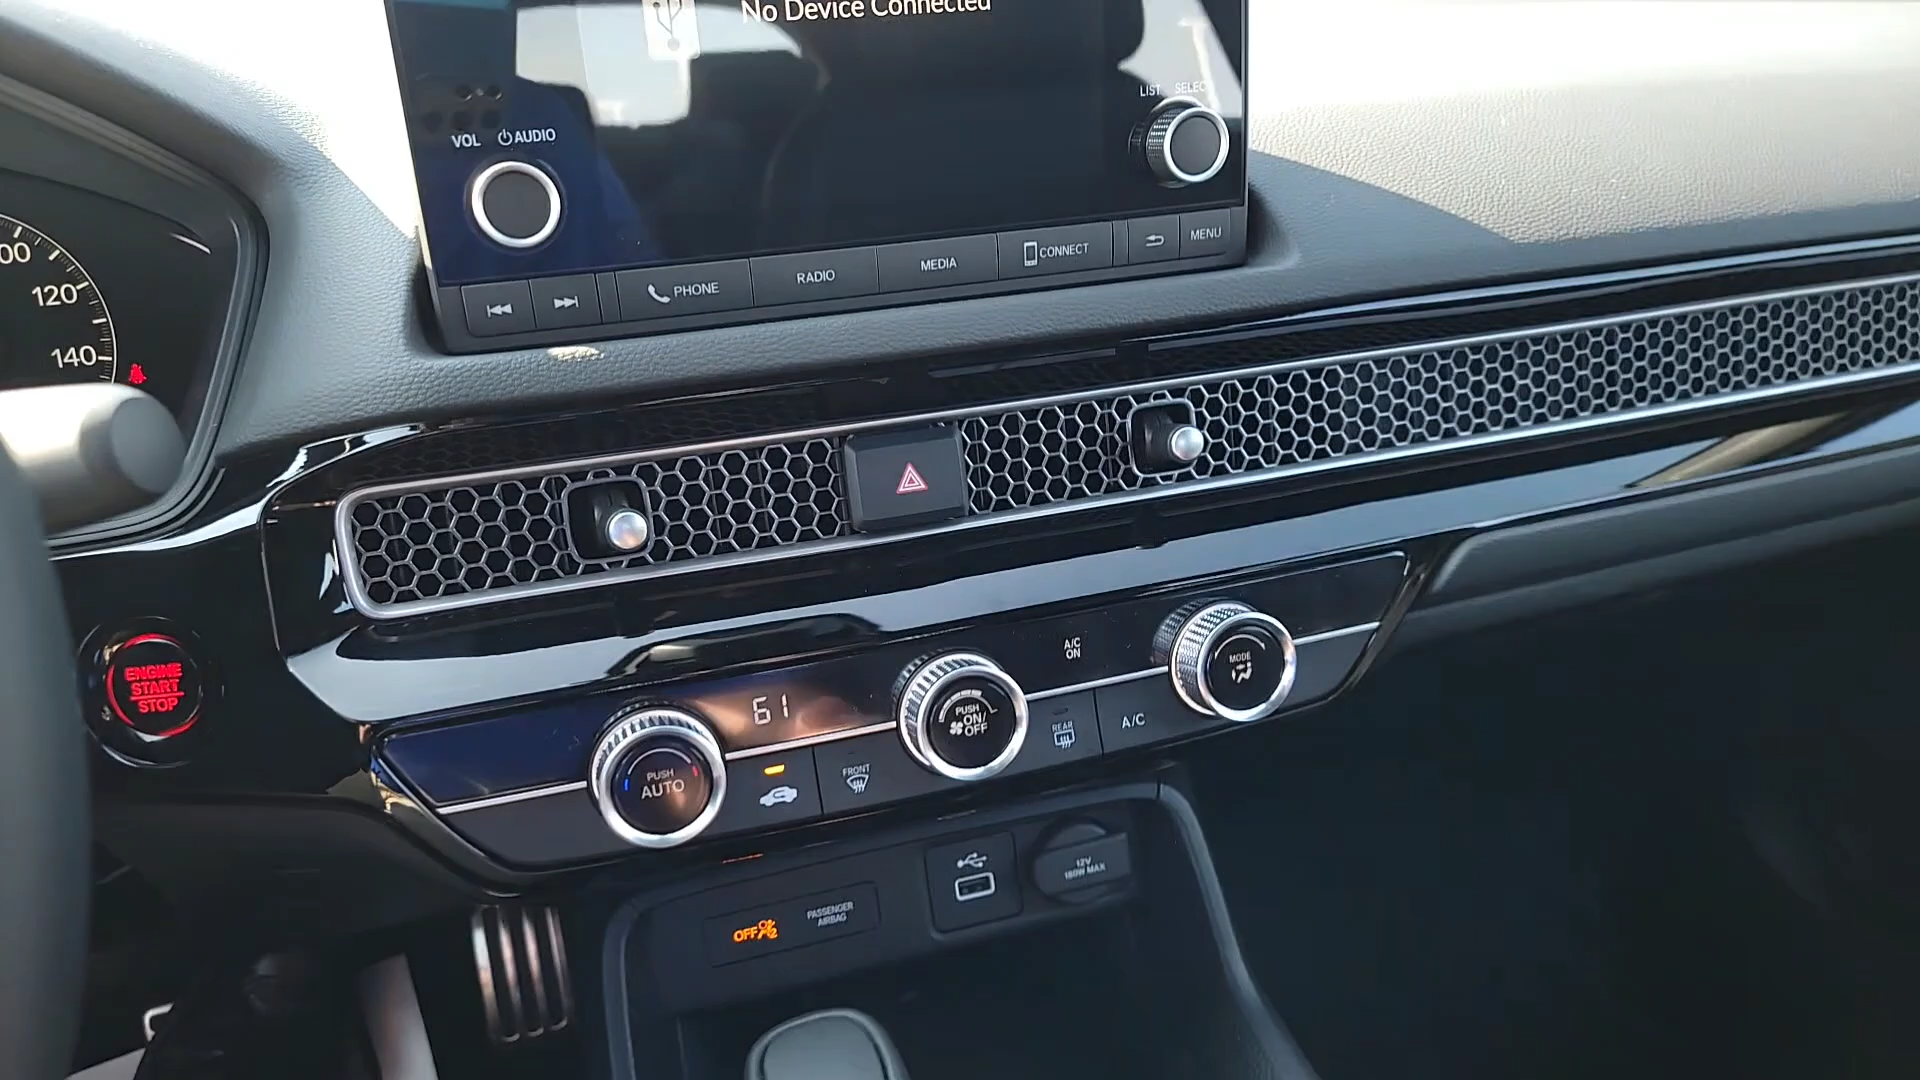 No Device Connected
LIST SELEC
VOL AUDIO
00
120
140
PHONE
RADIO
MEDIA
CONNECT
MENU
ENGINE
START
STOP
61
A/C
ON
MODE
PUSH
AUTO
FRONT
PUSH
ON/
OFF
REAR
A/C
OFF
PASSENGER
AIRBAG
12V
180W MAX